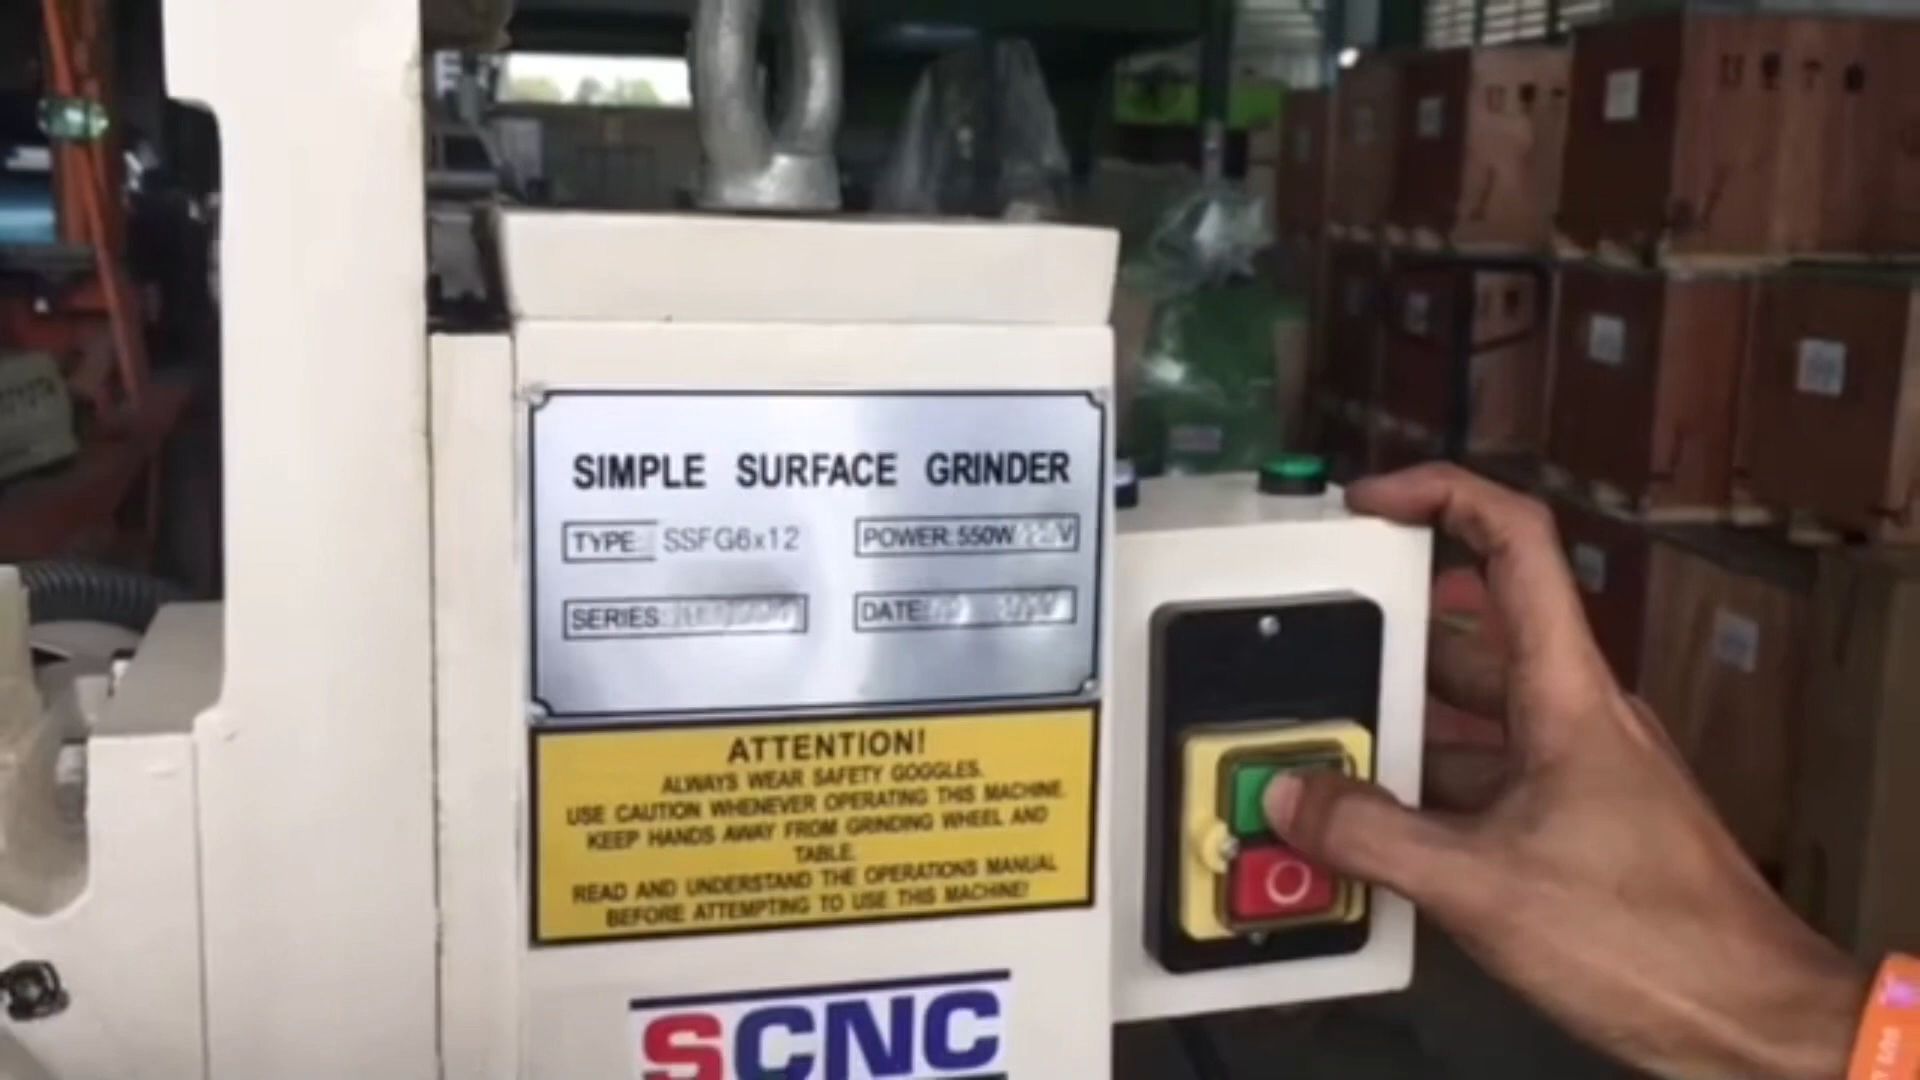 SIMPLE SURFACE GRINDER
TYPE: SSFG6x12
POWER: 550W V
SERIES:
DATE:
ATTENTION!
ALWAYS WEAR SAFETY GOGGLES.
USE CAUTION WHENEVER OPERATING THIS MACHINE.
KEEP HANDS AWAY FROM GRINDING WHEEL AND
TABLE.
READ AND UNDERSTAND THE OPERATIONS MANUAL
BEFORE ATTEMPTING TO USE THIS MACHINE!
SCNC